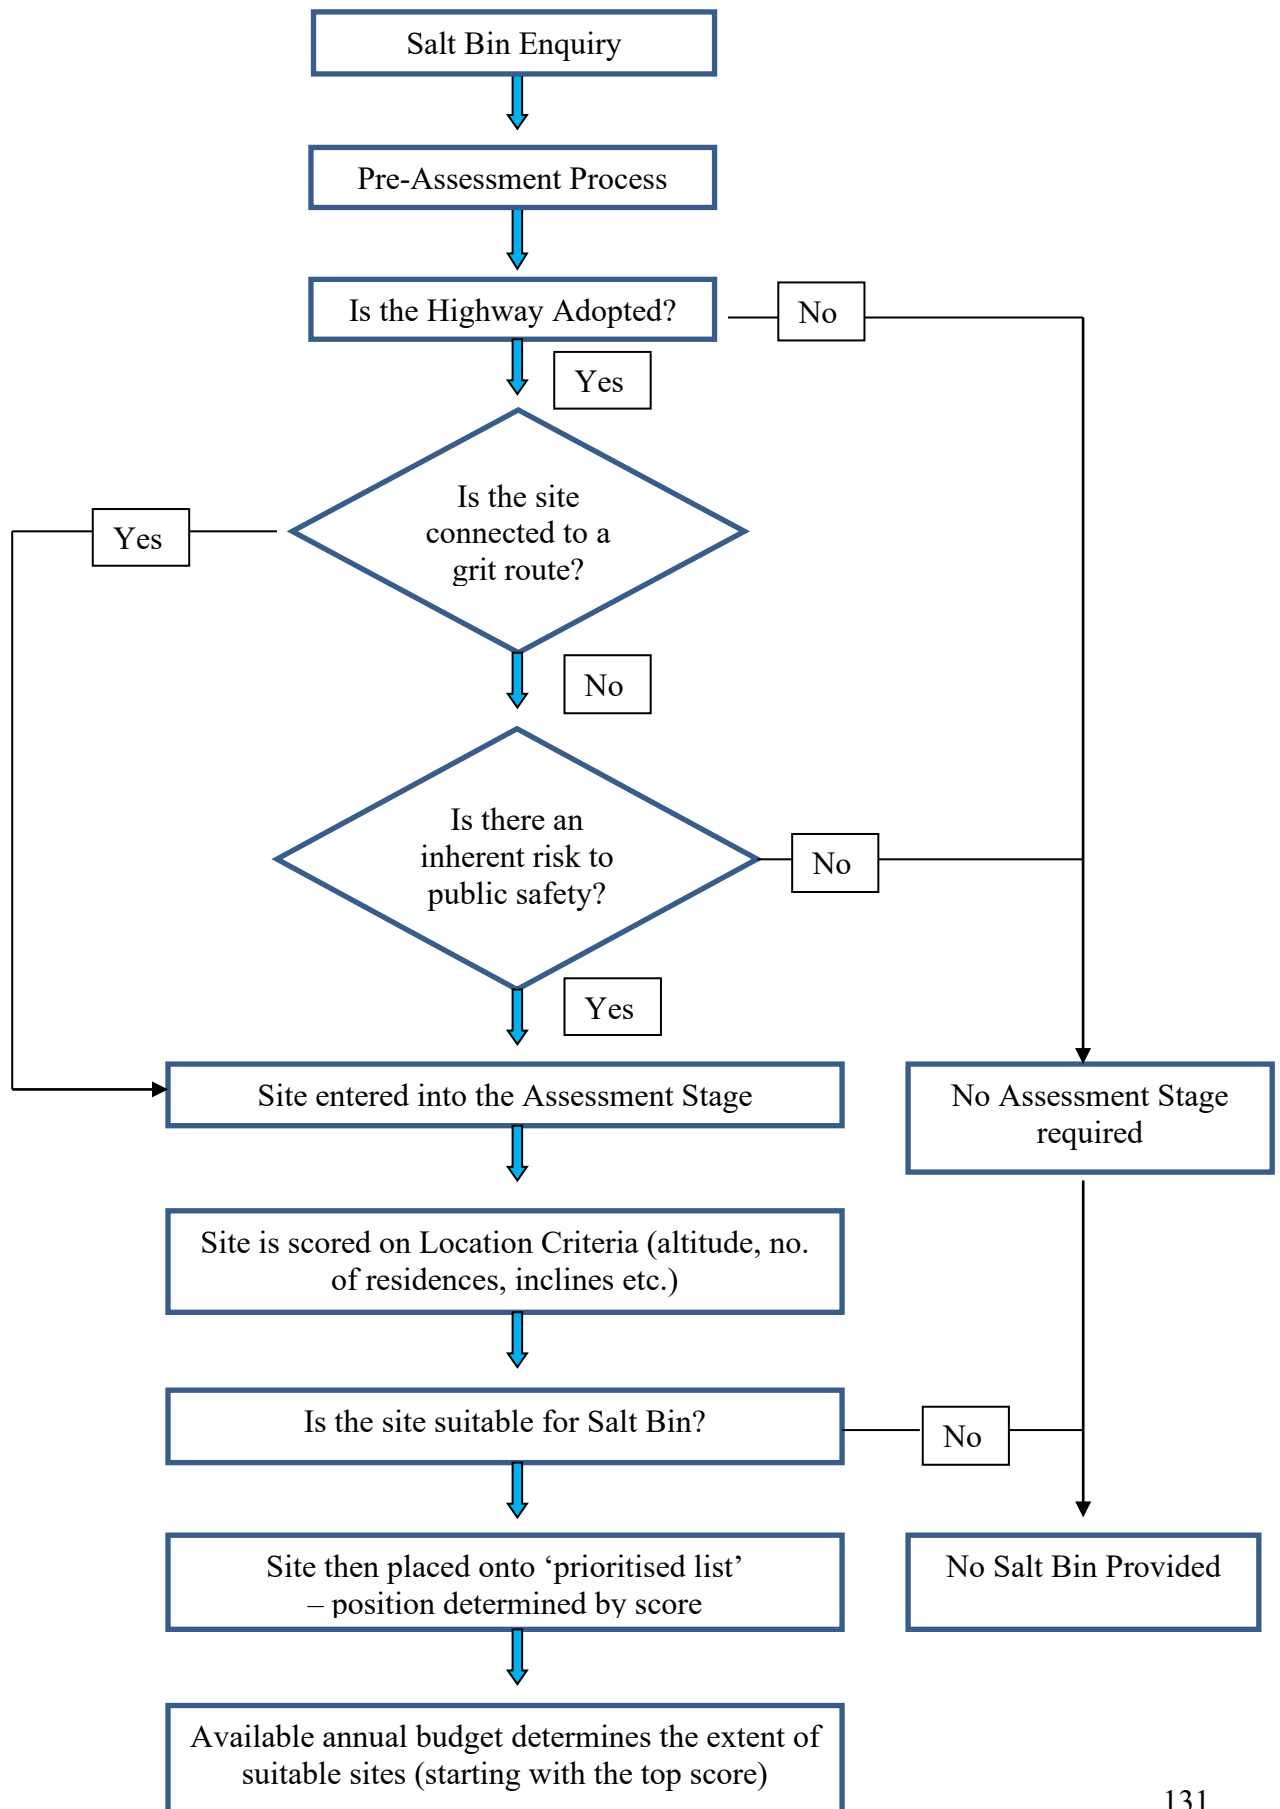 Salt Bin Enquiry
Pre-Assessment Process
Is the Highway Adopted?
No
Yes
Is the site
connected to a
grit route?
Yes
No
Is there an
inherent risk to
public safety?
No
Yes
Site entered into the Assessment Stage
No Assessment Stage
required
Site is scored on Location Criteria (altitude, no.
of residences, inclines etc.)
Is the site suitable for Salt Bin?
No
Site then placed onto ‘prioritised list’
– position determined by score
No Salt Bin Provided
Available annual budget determines the extent of
suitable sites (starting with the top score)
131